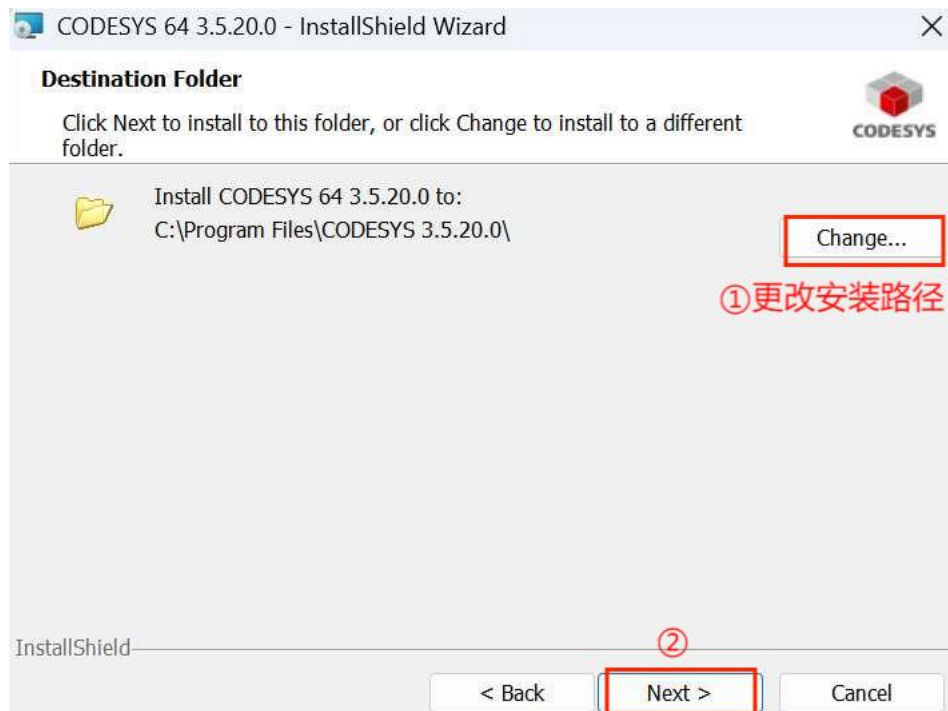 CODESYS 64 3.5.20.0 - InstallShield Wizard
Destination Folder
Click Next to install to this folder, or click Change to install to a different
folder.
CODESYS
Install CODESYS 64 3.5.20.0 to:
C:\Program Files\CODESYS 3.5.20.0\
Change...
①更改安装路径
InstallShield
②
< Back
Next >
Cancel